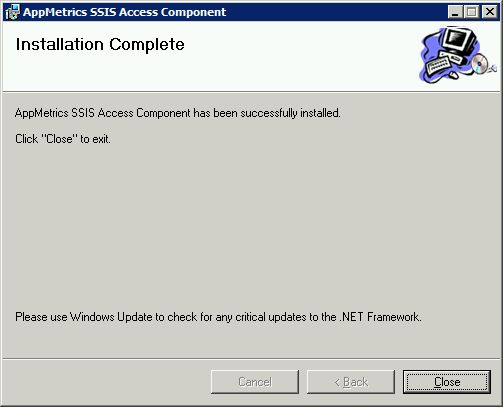 AppMetrics SSIS Access Component
Installation Complete
AppMetrics SSIS Access Component has been successfully installed.
Click "Close" to exit.
Please use Windows Update to check for any critical updates to the .NET Framework.
Cancel
< Back
Close